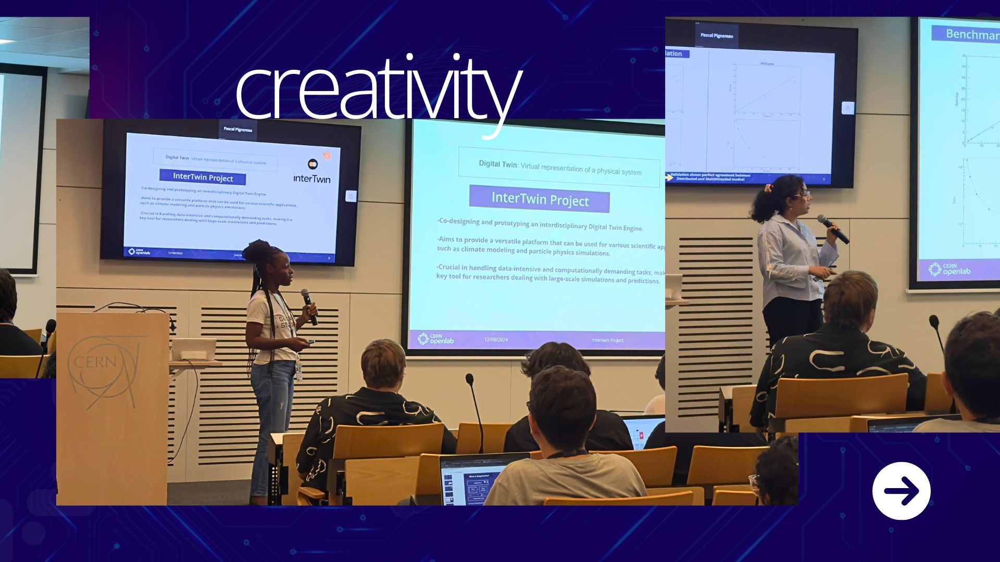 creativity
Pascal Pignereau
Digital Twin: Virtual representation of a physical system
InterTwin Project
interTwin
-Co-designing and prototyping an interdisciplinary Digital Twin Engine.
-Aims to provide a versatile platform that can be used for various scientific applications,
such as climate modeling and particle physics simulations.
-Crucial in handling data-intensive and computationally demanding tasks, making it a
key tool for researchers dealing with large-scale simulations and predictions.
CERN
openlab
12/08/2024
3
CERN
Digital Twin: Virtual representation of a physical system
InterTwin Project
-Co-designing and prototyping an interdisciplinary Digital Twin Engine.
-Aims to provide a versatile platform that can be used for various scientific
such as climate modeling and particle physics simulations.
-Crucial in handling data-intensive and computationally demanding tasks,
key tool for researchers dealing with large-scale simulations and predictions.
CERN
openlab
12/08/2024
Intertwin Project
Pascal Pignereau
RNTuple
Validation shows perfect agreement between
Distributed and Multithreaded modes!
5
Benchmar
Speedup
Time
CERN
openlab